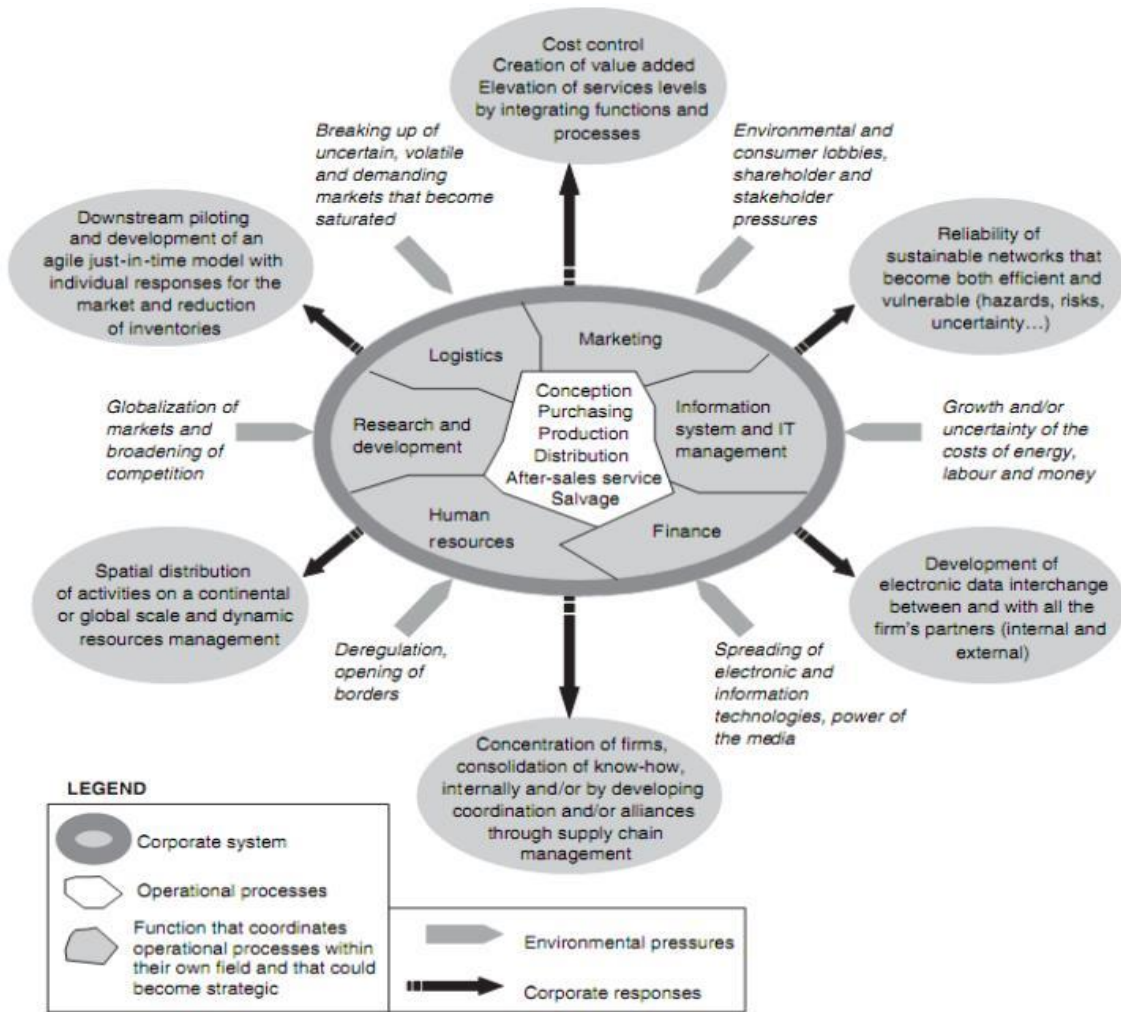 Cost control
Creation of value added
Elevation of services levels
by integrating functions and
processes
Breaking up of
uncertain, volatile
and demanding
markets that become
saturated
Environmental and
consumer lobbies,
shareholder and
stakeholder
pressures
Downstream piloting
and development of an
agile just-in-time model with
individual responses for the
market and reduction
of inventories
Reliability of
sustainable networks that
become both efficient and
vulnerable (hazards, risks,
uncertainty...)
Logistics
Marketing
Research and
development
Conception
Purchasing
Production
Distribution
After-sales service
Salvage
Information
system and IT
management
Human
resources
Finance
Globalization of
markets and
broadening of
competition
Growth and/or
uncertainty of the
costs of energy,
labour and money
Spatial distribution
of activities on a continental
or global scale and dynamic
resources management
Development of
electronic data interchange
between and with all the
firm's partners (internal and
external)
Deregulation,
opening of
borders
Spreading of
electronic and
information
technologies, power of
the media
Concentration of firms,
consolidation of know-how,
internally and/or by developing
coordination and/or alliances
through supply chain
management
LEGEND
Corporate system
Operational processes
Function that coordinates
operational processes within
their own field and that could
become strategic
Environmental pressures
Corporate responses